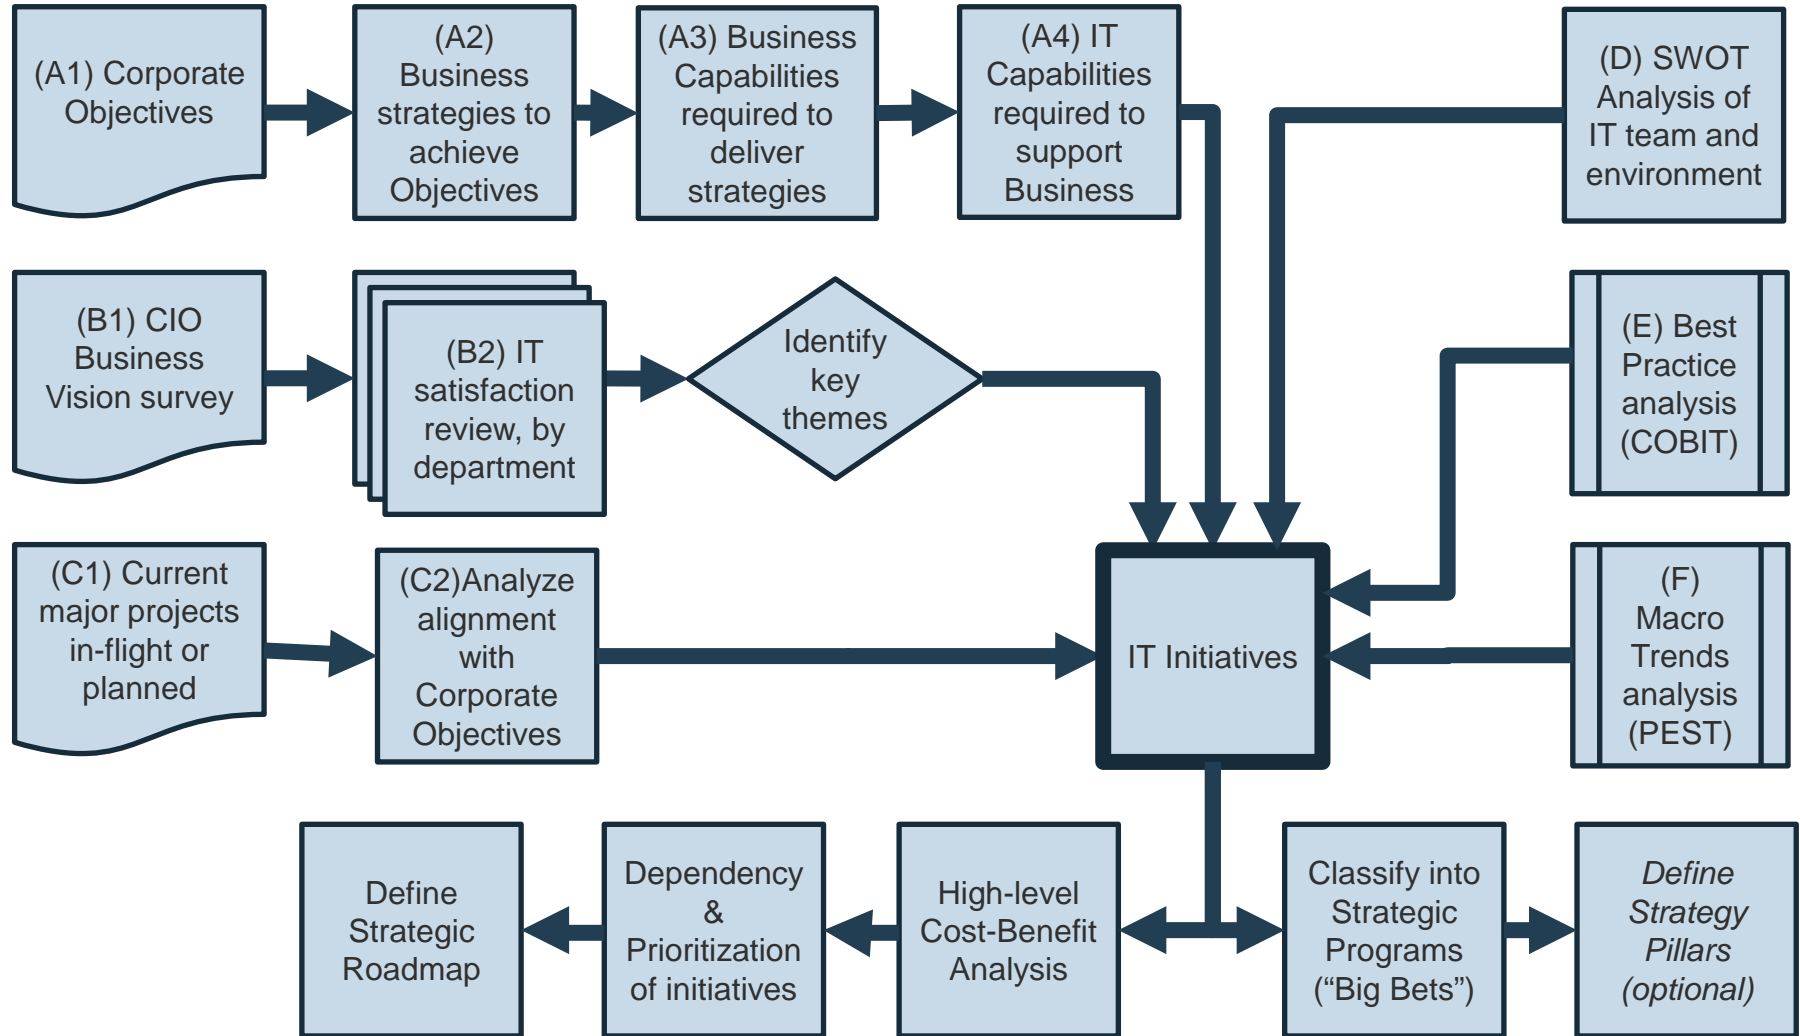 (A1) Corporate
Objectives
(A2)
Business
strategies to
achieve
Objectives
(A3) Business
Capabilities
required to
deliver
strategies
(A4) IT
Capabilities
required to
support
Business
(D) SWOT
Analysis of
IT team and
environment
(B1) CIO
Business
Vision survey
(B2) IT
satisfaction
review, by
department
Identify
key
themes
(E) Best
Practice
analysis
(COBIT)
(C1) Current
major projects
in-flight or
planned
(C2)Analyze
alignment
with
Corporate
Objectives
IT Initiatives
(F)
Macro
Trends
analysis
(PEST)
Define
Strategic
Roadmap
Dependency
&
Prioritization
of initiatives
High-level
Cost-Benefit
Analysis
Classify into
Strategic
Programs
(“Big Bets”)
Define
Strategy
Pillars
(optional)